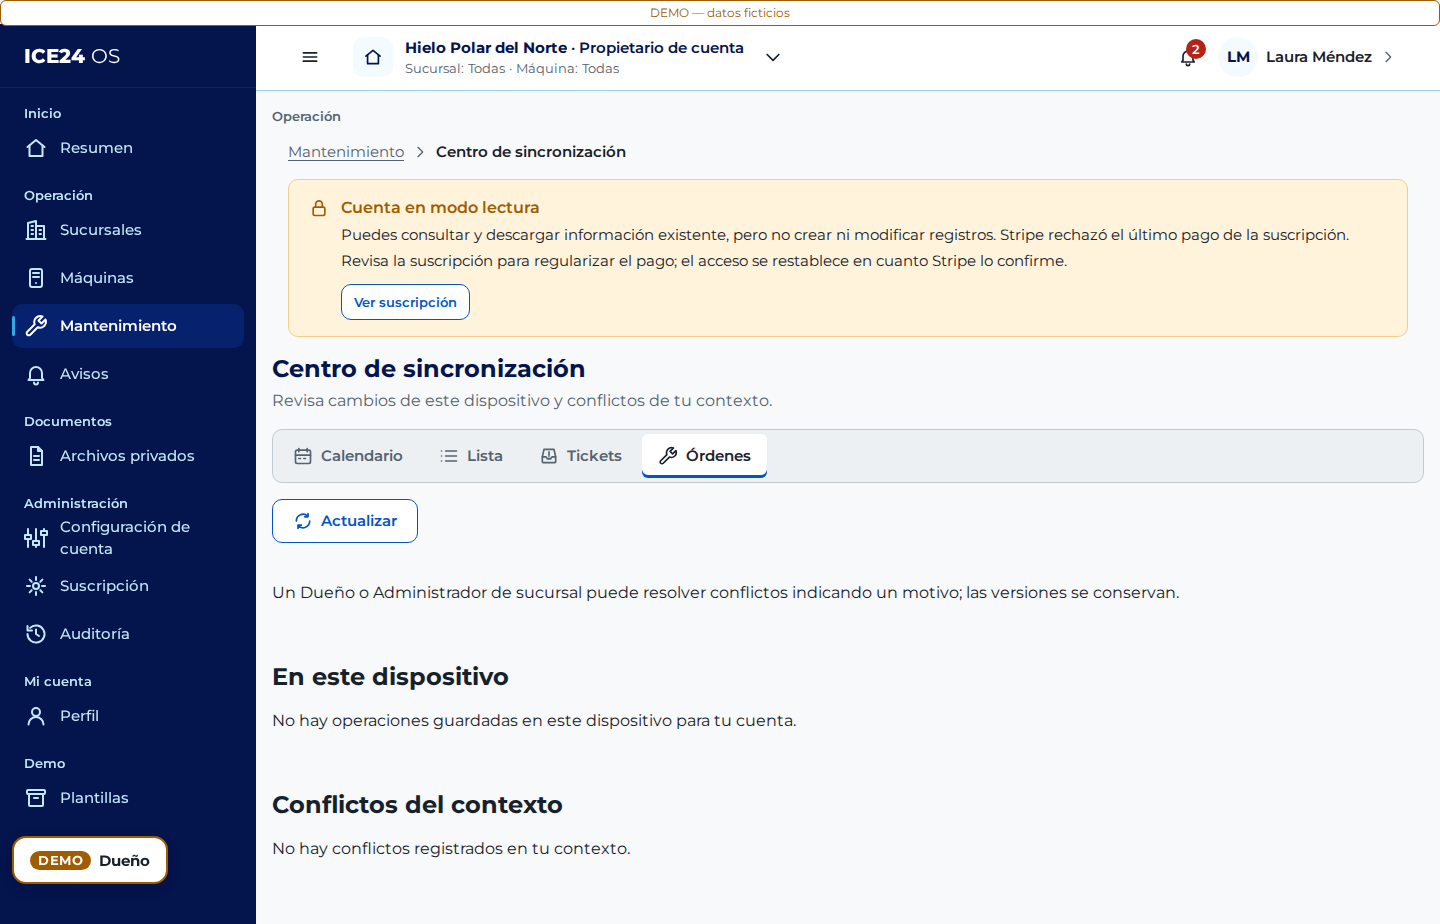 DEMO — datos ficticios
ICE24 OS
Inicio
Resumen
Operación
Sucursales
Máquinas
Mantenimiento
Avisos
Documentos
Archivos privados
Administración
Configuración de
cuenta
Suscripción
Auditoría
Mi cuenta
Perfil
Demo
Plantillas
DEMO Dueño
Hielo Polar del Norte · Propietario de cuenta
Sucursal: Todas · Máquina: Todas
2
LM Laura Méndez
Operación
Mantenimiento > Centro de sincronización
Cuenta en modo lectura
Puedes consultar y descargar información existente, pero no crear ni modificar registros. Stripe rechazó el último pago de la suscripción.
Revisa la suscripción para regularizar el pago; el acceso se restablece en cuanto Stripe lo confirme.
Ver suscripción
Centro de sincronización
Revisa cambios de este dispositivo y conflictos de tu contexto.
Calendario Lista Tickets Órdenes
Actualizar
Un Dueño o Administrador de sucursal puede resolver conflictos indicando un motivo; las versiones se conservan.
En este dispositivo
No hay operaciones guardadas en este dispositivo para tu cuenta.
Conflictos del contexto
No hay conflictos registrados en tu contexto.